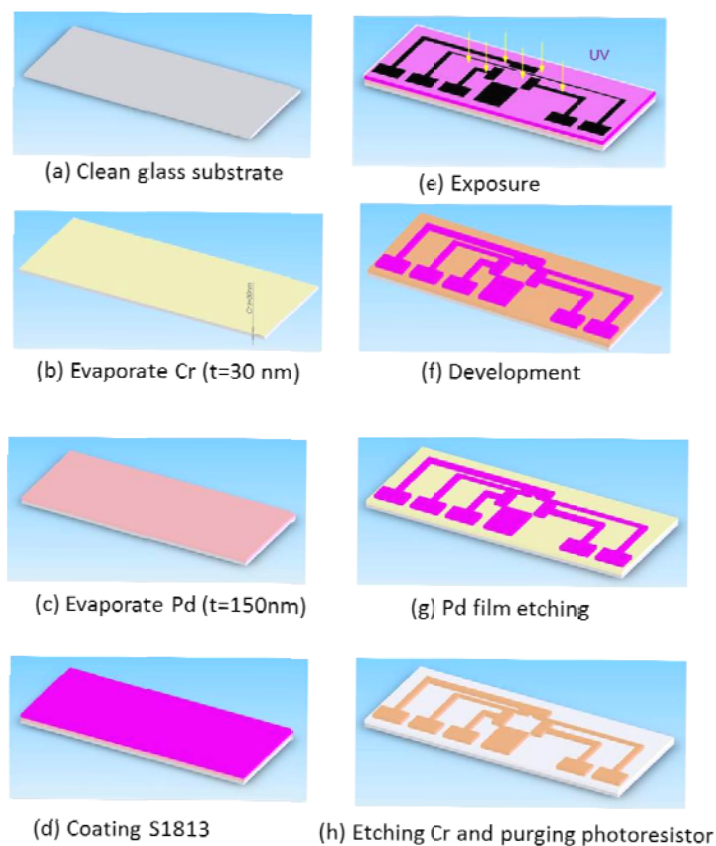 (a) Clean glass substrate
(b) Evaporate Cr (t=30 nm)
(c) Evaporate Pd (t=150nm)
(d) Coating S1813
UV
(e) Exposure
(f) Development
(g) Pd film etching
(h) Etching Cr and purging photoresistor